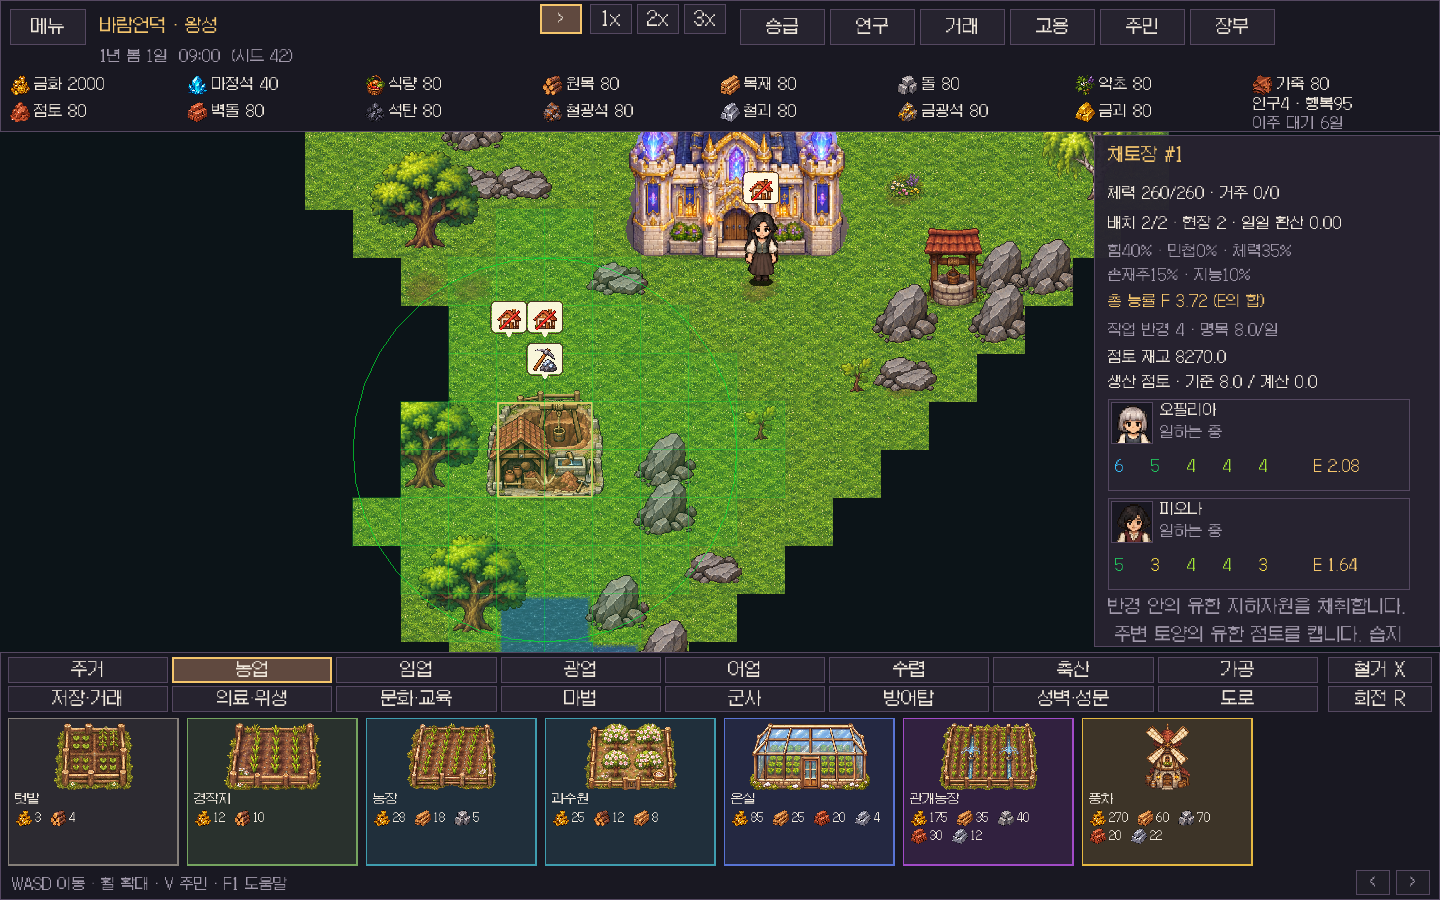 메뉴
바람언덕 · 왕성
1년 봄 1일 09:00 (시드 42)
> 1x 2x 3x
승급 연구 거래 고용 주민 장부
금화 2000 마정석 40 식량 80 원목 80 목재 80 돌 80 약초 80 가죽 80
점토 80 벽돌 80 석탄 80 철광석 80 철괴 80 금광석 80 금괴 80 인구4 · 행복95
이주 대기 6일
채토장 #1
체력 260/260 · 거주 0/0
배치 2/2 · 현장 2 · 일일 환산 0.00
힘40% · 민첩0% · 체력35%
손재주15% · 지능10%
총 능률 F 3.72 (E의 합)
작업 반경 4 · 명목 8.0/일
점토 재고 8270.0
생산 점토 · 기준 8.0 / 계산 0.0
오필리아
일하는 중
6 5 4 4 4 E 2.08
피오나
일하는 중
5 3 4 4 3 E 1.64
반경 안의 유한 지하자원을 채취합니다.
주변 토양의 유한 점토를 캡니다. 습지
주거 농업 임업 광업 어업 수렵 축산 가공 철거 X
저장·거래 의료·위생 문화·교육 마법 군사 방어탑 성벽·성문 도로 회전 R
텃밭 경작지 농장 과수원 온실 관개농장 풍차
3 4 12 10 28 18 5 25 12 8 85 25 20 4 175 35 40 270 60 70
30 12 20 22
WASD 이동 · 휠 확대 · V 주민 · F1 도움말
< >